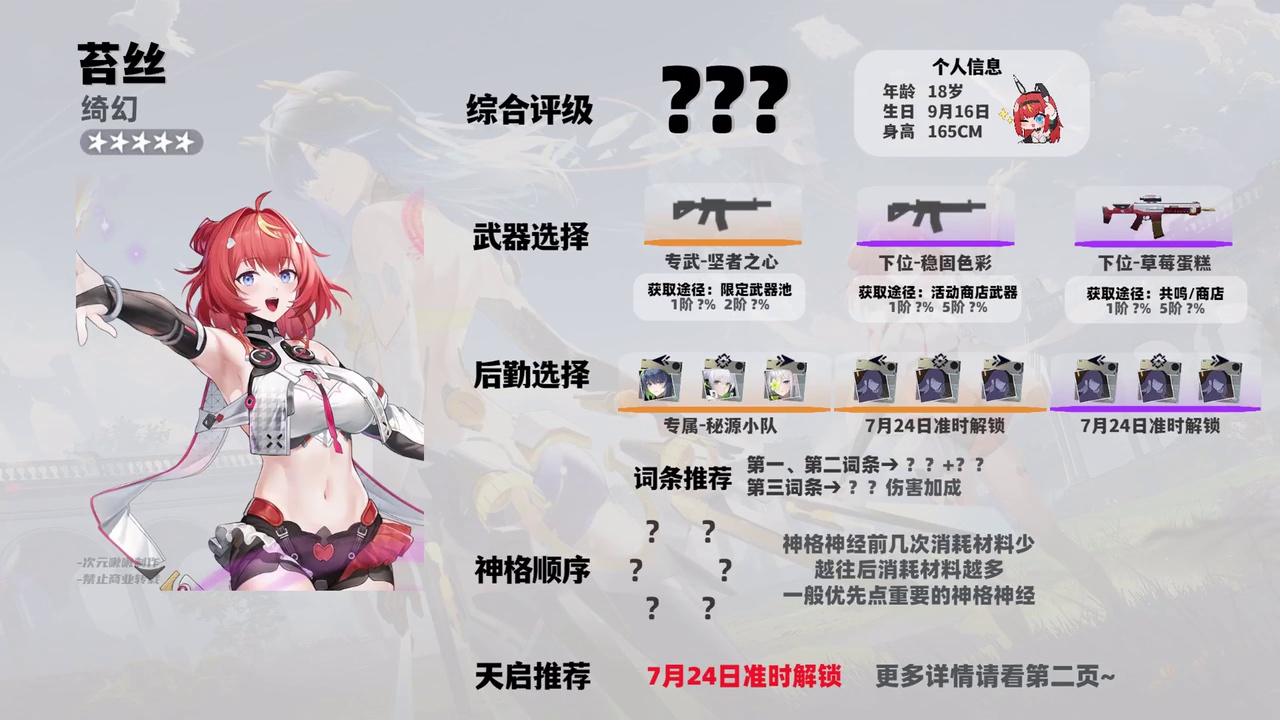 苔丝
绮幻
综合评级
???
个人信息
年龄 18岁
生日 9月16日
身高 165CM
武器选择
专武-坚者之心
获取途径：限定武器池
1阶 ?% 2阶 ?%
下位-稳固色彩
获取途径：活动商店武器
1阶 ?% 5阶 ?%
下位-草莓蛋糕
获取途径：共鸣/商店
1阶 ?% 5阶 ?%
后勤选择
专属-秘源小队
7月24日准时解锁
7月24日准时解锁
词条推荐
第一、第二词条→？？+？？
第三词条→？？伤害加成
神格顺序
? ?
? ?
? ?
神格神经前几次消耗材料少
越往后消耗材料越多
一般优先点重要的神格神经
天启推荐
7月24日准时解锁
更多详情请看第二页~